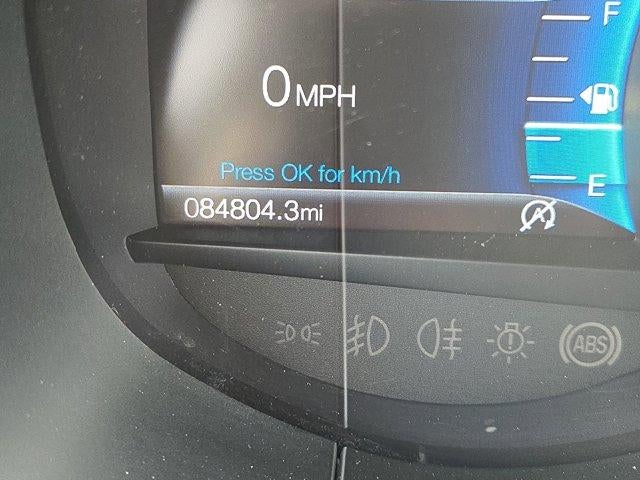 F
0 MPH
Press OK for km/h
E
084804.3mi
A
ABS